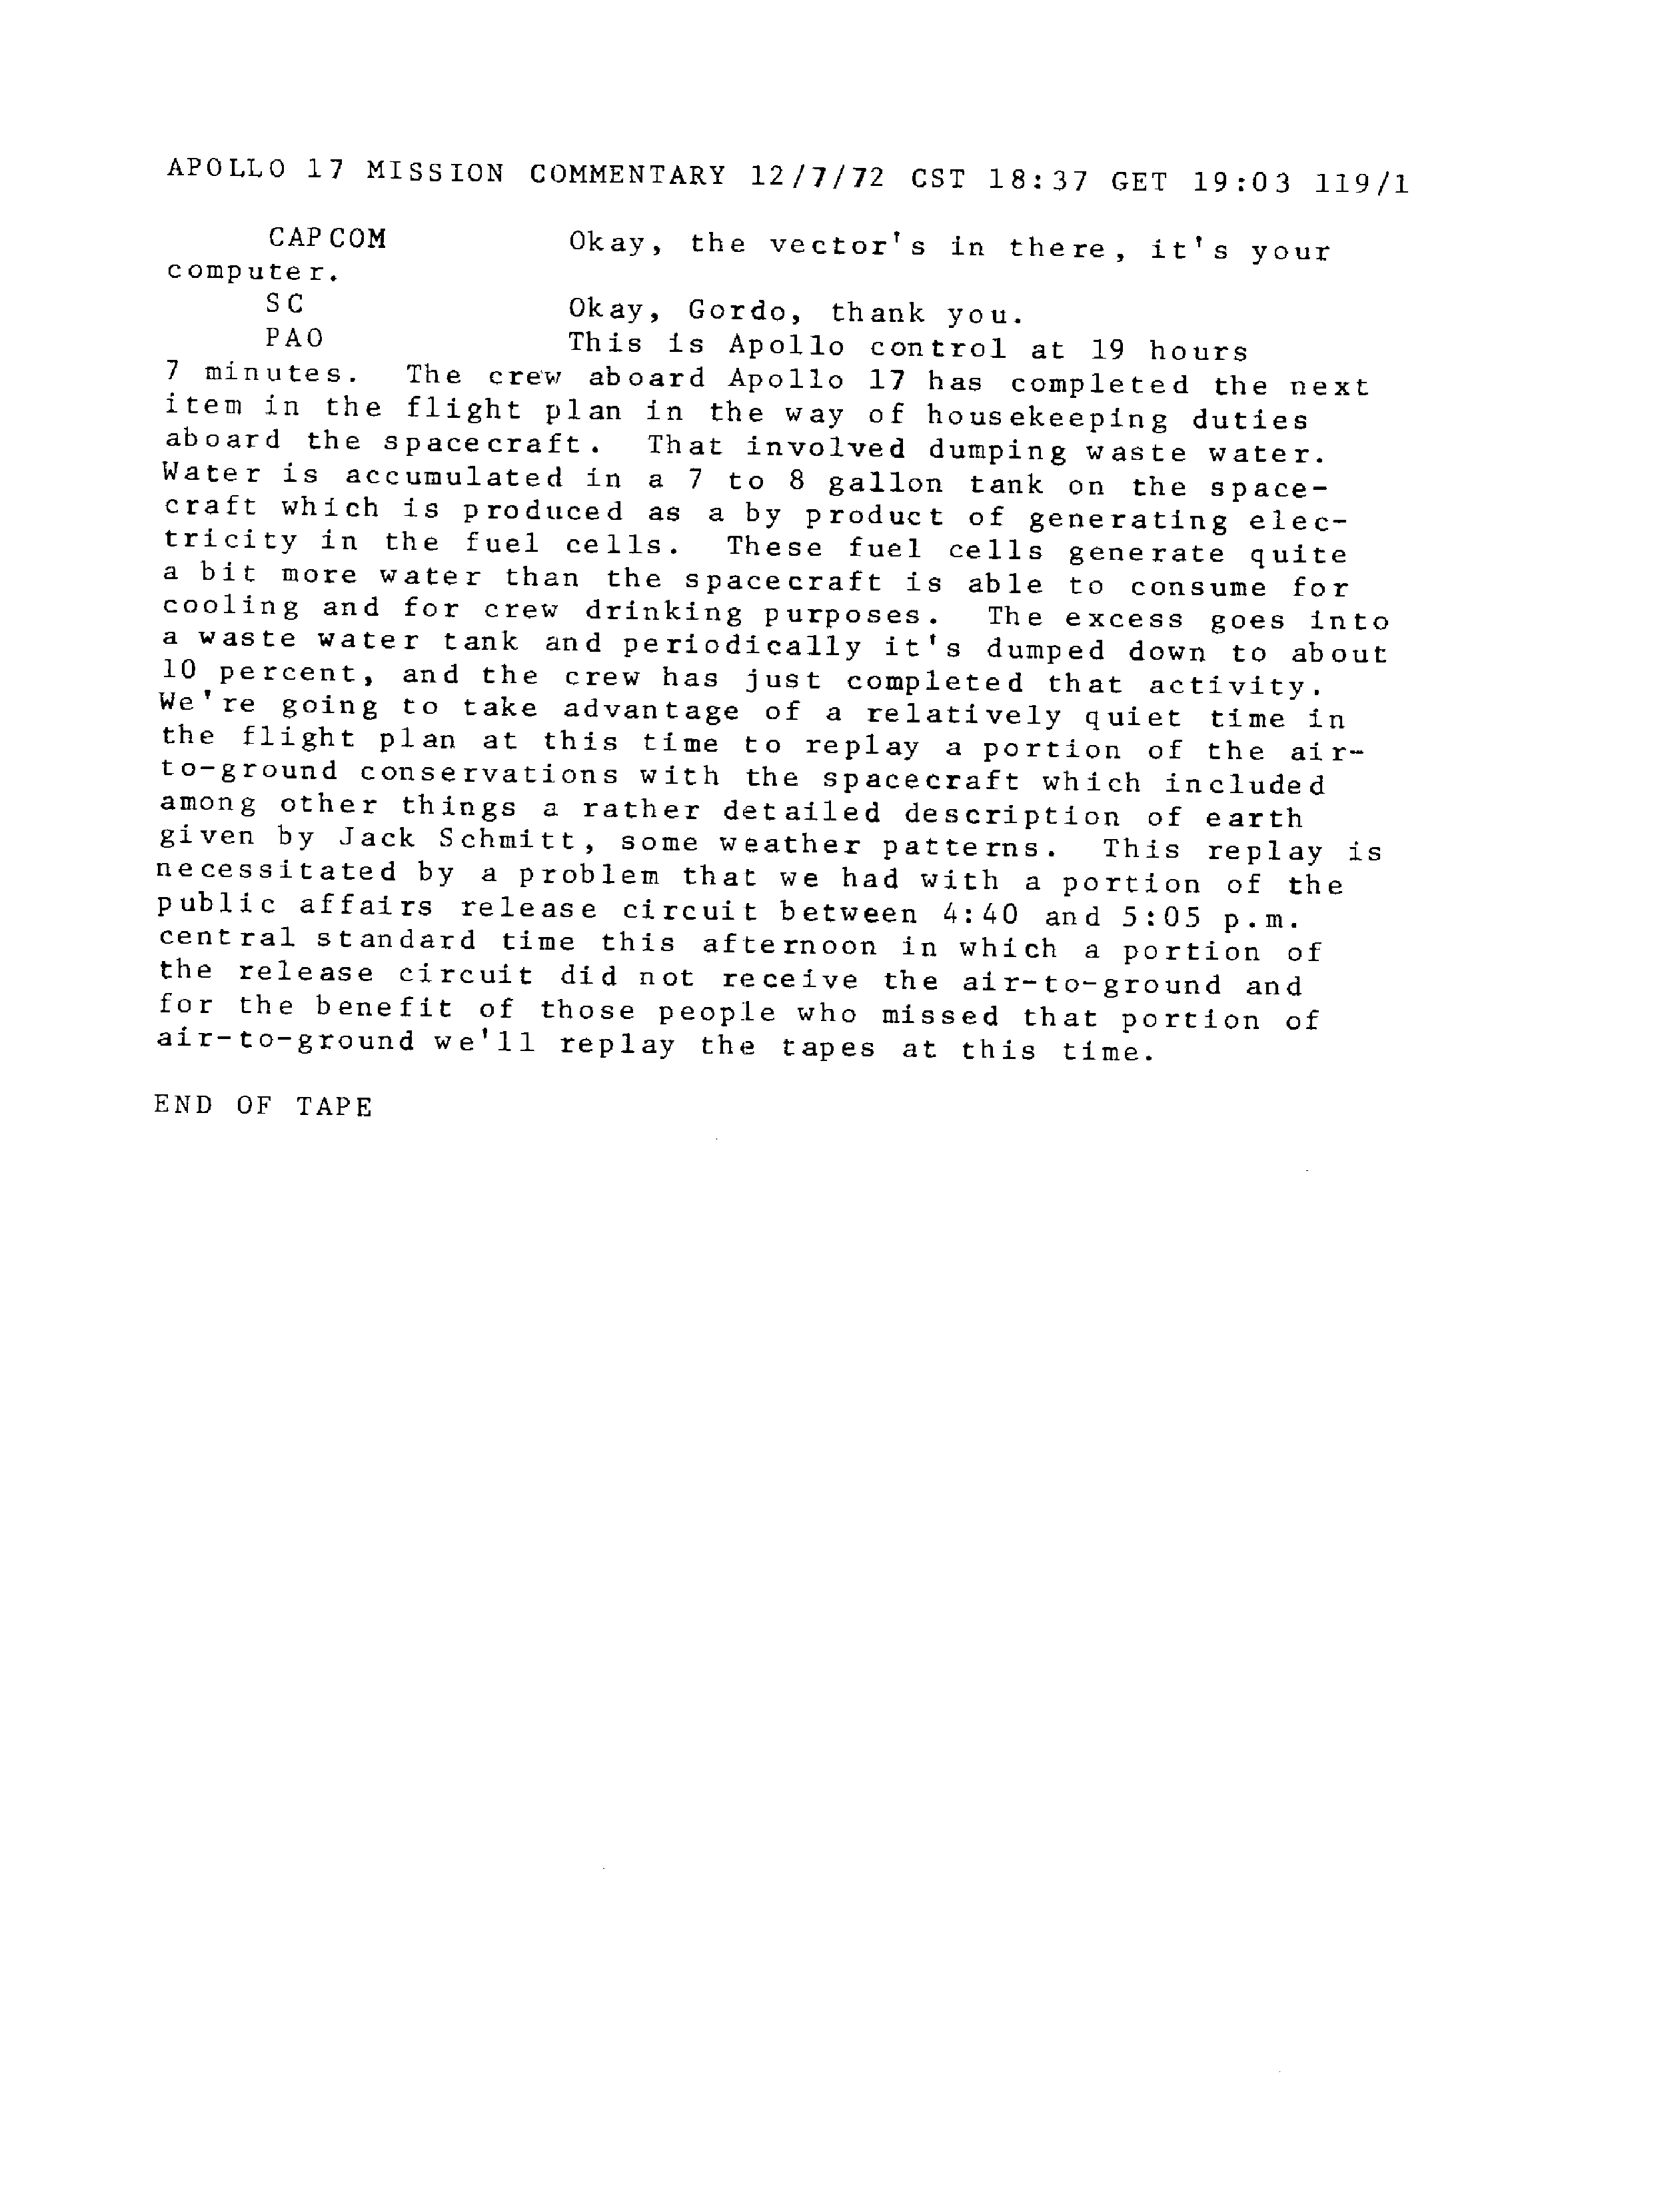 APOLLO 17 MISSION COMMENTARY 12/7/72 CST 18:37 GET 19:03 119/1
CAPCOM Okay, the vector's in there, it's your
computer.
SC Okay, Gordo, thank you.
PAO This is Apollo control at 19 hours
7 minutes. The crew aboard Apollo 17 has completed the next
item in the flight plan in the way of housekeeping duties
aboard the spacecraft. That involved dumping waste water.
Water is accumulated in a 7 to 8 gallon tank on the space-
craft which is produced as a by product of generating elec-
tricity in the fuel cells. These fuel cells generate quite
a bit more water than the spacecraft is able to consume for
cooling and for crew drinking purposes. The excess goes into
a waste water tank and periodically it's dumped down to about
10 percent, and the crew has just completed that activity.
We're going to take advantage of a relatively quiet time in
the flight plan at this time to replay a portion of the air-
to-ground conservations with the spacecraft which included
among other things a rather detailed description of earth
given by Jack Schmitt, some weather patterns. This replay is
necessitated by a problem that we had with a portion of the
public affairs release circuit between 4:40 and 5:05 p.m.
central standard time this afternoon in which a portion of
the release circuit did not receive the air-to-ground and
for the benefit of those people who missed that portion of
air-to-ground we'll replay the tapes at this time.
END OF TAPE